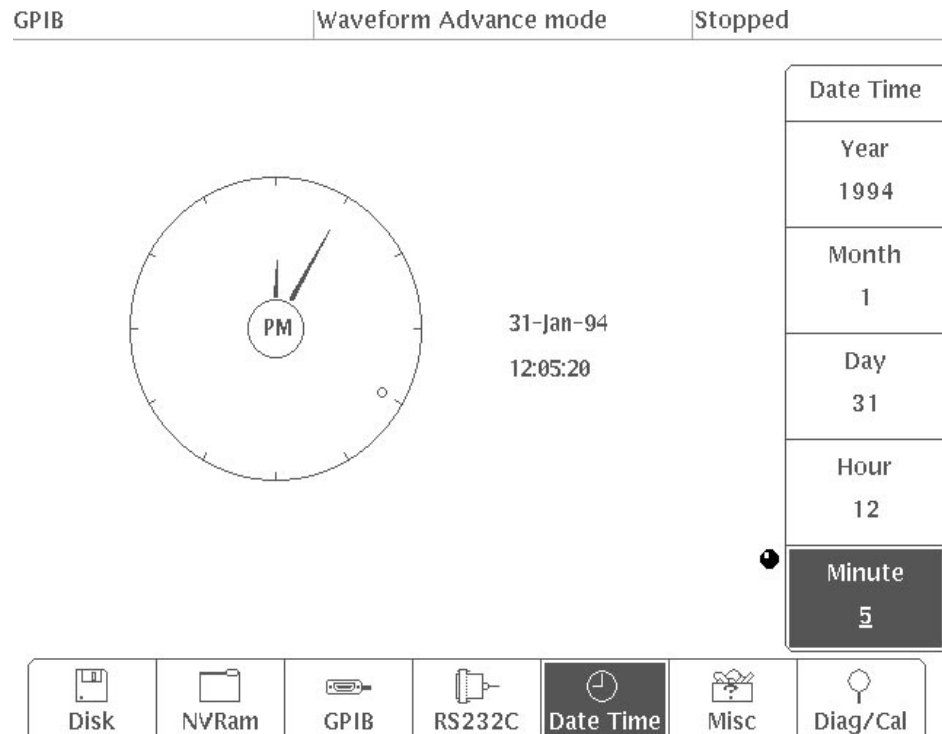 GPIB Waveform Advance mode Stopped
Date Time
Year
1994
Month
1
Day
31
Hour
12
Minute
5
PM
31-Jan-94
12:05:20
?
Disk NVRam GPIB RS232C Date Time Misc Diag/Cal